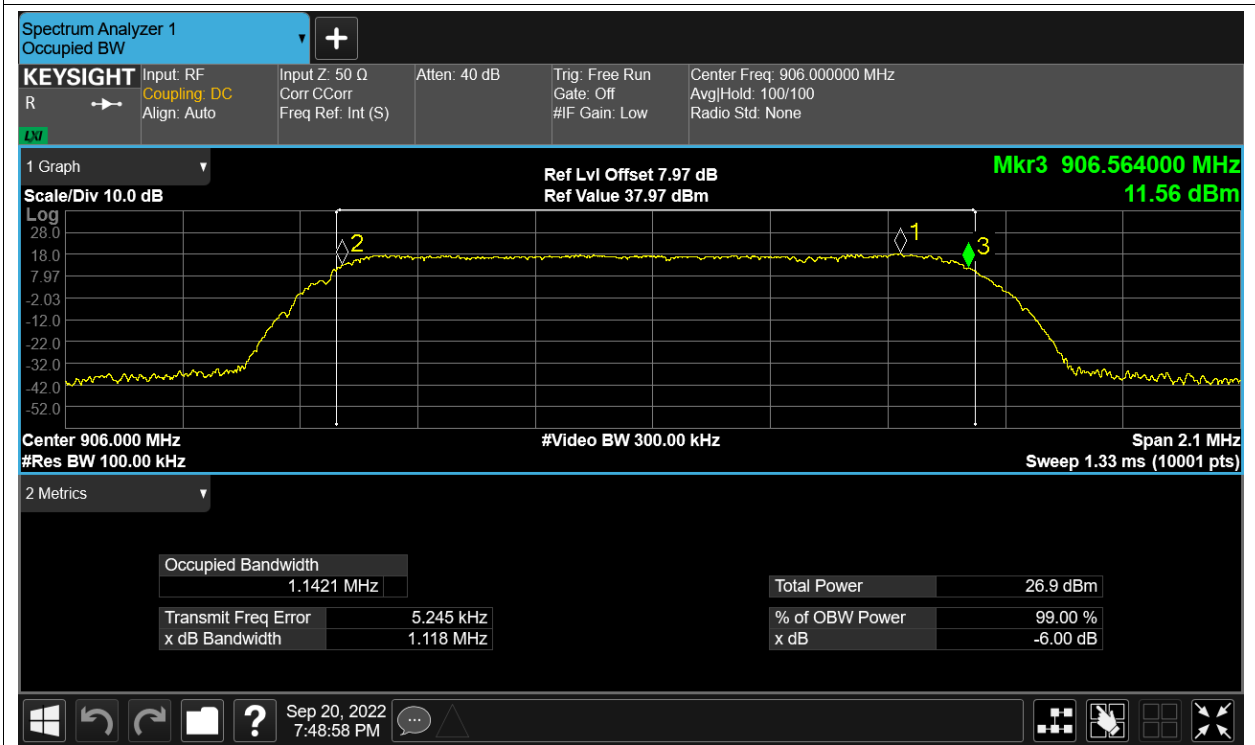 Spectrum Analyzer 1
Occupied BW
KEYSIGHT
R
LXI
Input: RF
Coupling: DC
Align: Auto
Input Z: 50 Ω
Corr CCorr
Freq Ref: Int (S)
Atten: 40 dB
Trig: Free Run
Gate: Off
#IF Gain: Low
Center Freq: 906.000000 MHz
Avg|Hold: 100/100
Radio Std: None
1 Graph
Scale/Div 10.0 dB
Ref Lvl Offset 7.97 dB
Ref Value 37.97 dBm
Mkr3 906.564000 MHz
11.56 dBm
Log
28.0
18.0
7.97
-2.03
-12.0
-22.0
-32.0
-42.0
-52.0
2
1
3
Center 906.000 MHz
#Video BW 300.00 kHz
Span 2.1 MHz
#Res BW 100.00 kHz
Sweep 1.33 ms (10001 pts)
2 Metrics
Occupied Bandwidth
1.1421 MHz
Total Power 26.9 dBm
Transmit Freq Error 5.245 kHz
% of OBW Power 99.00 %
x dB Bandwidth 1.118 MHz
x dB -6.00 dB
?
Sep 20, 2022
7:48:58 PM